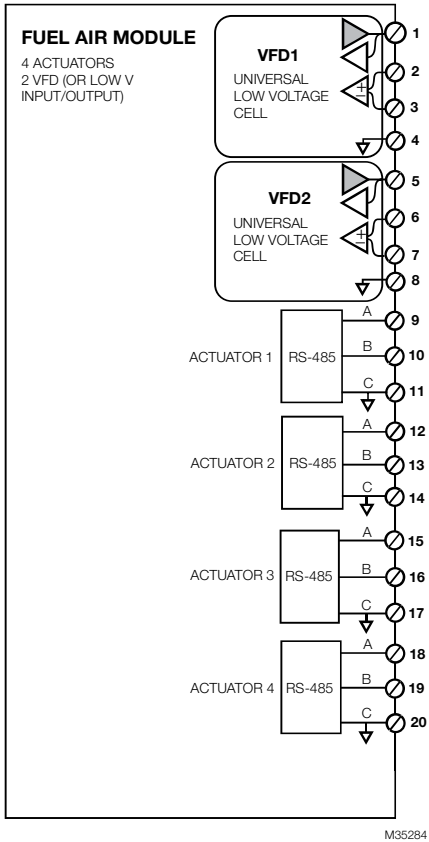 FUEL AIR MODULE
4 ACTUATORS
2 VFD (OR LOW V
INPUT/OUTPUT)
VFD1
UNIVERSAL
LOW VOLTAGE
CELL
+
−
1
2
3
4
VFD2
UNIVERSAL
LOW VOLTAGE
CELL
+
−
5
6
7
8
ACTUATOR 1 RS-485
A 9
B 10
C 11
ACTUATOR 2 RS-485
A 12
B 13
C 14
ACTUATOR 3 RS-485
A 15
B 16
C 17
ACTUATOR 4 RS-485
A 18
B 19
C 20
M35284